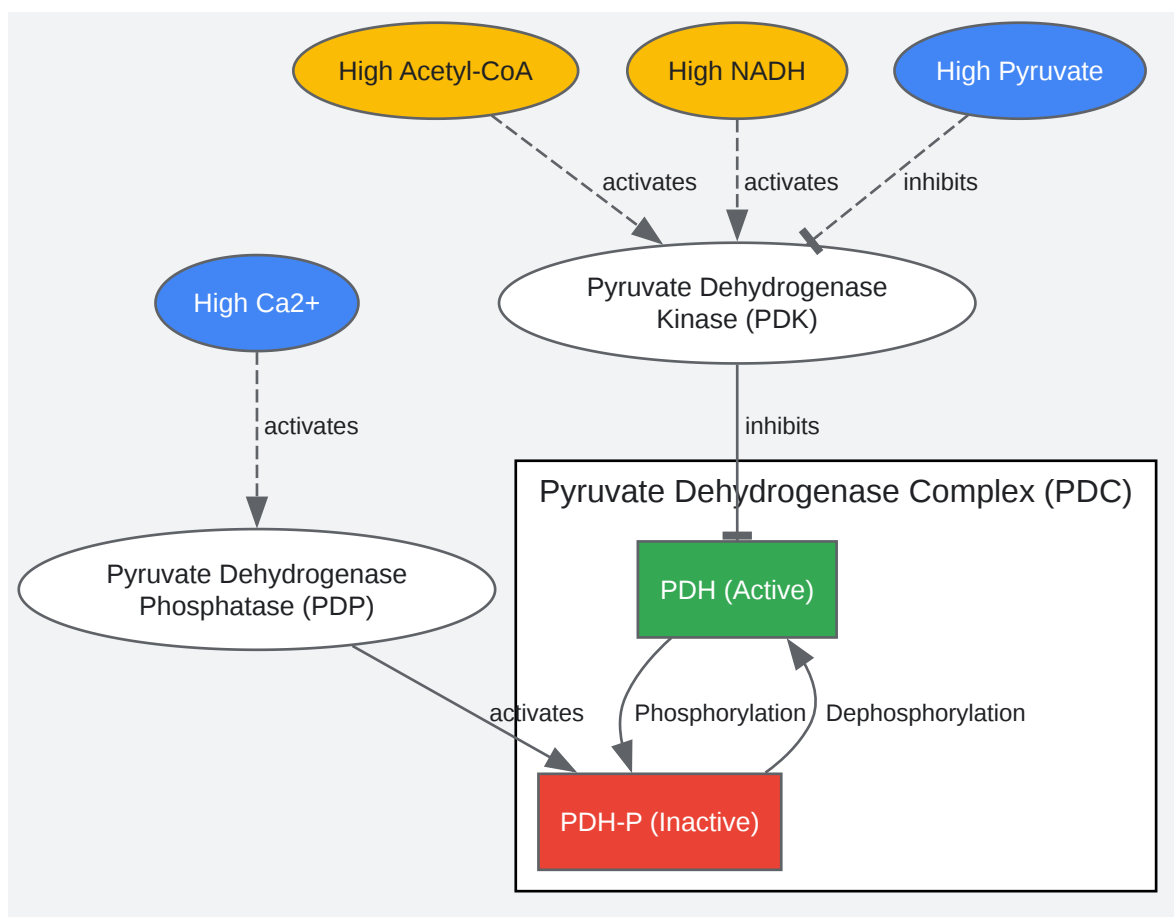 High Acetyl-CoA
High NADH
High Pyruvate
activates
activates
inhibits
High Ca2+
Pyruvate Dehydrogenase
Kinase (PDK)
activates
inhibits
Pyruvate Dehydrogenase Complex (PDC)
Pyruvate Dehydrogenase
Phosphatase (PDP)
PDH (Active)
activates
Phosphorylation
Dephosphorylation
PDH-P (Inactive)